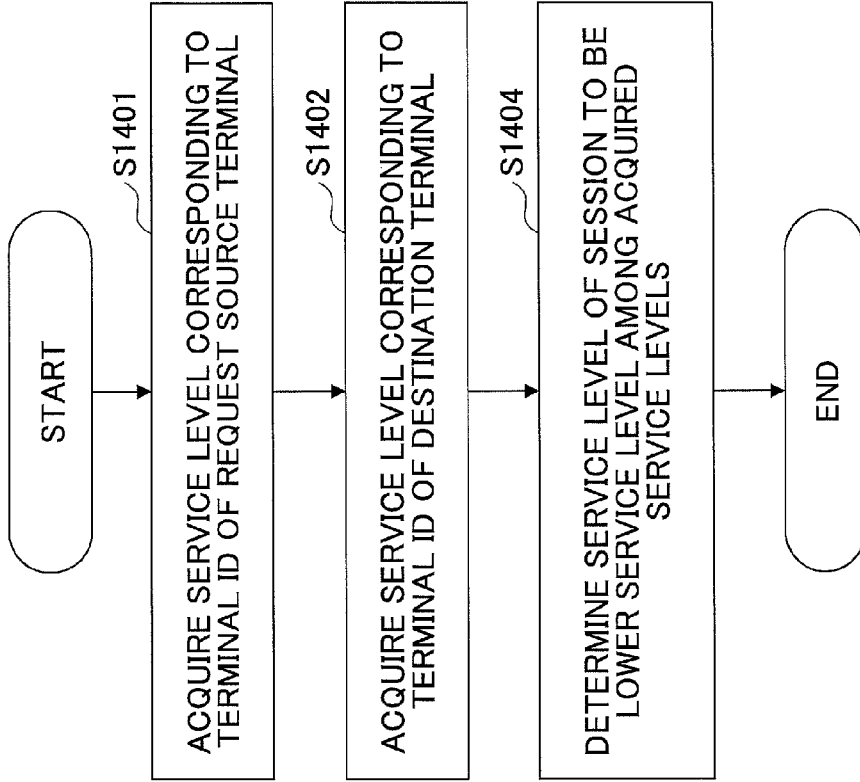 START
S1401
ACQUIRE SERVICE LEVEL CORRESPONDING TO
TERMINAL ID OF REQUEST SOURCE TERMINAL
S1402
ACQUIRE SERVICE LEVEL CORRESPONDING TO
TERMINAL ID OF DESTINATION TERMINAL
S1404
DETERMINE SERVICE LEVEL OF SESSION TO BE
LOWER SERVICE LEVEL AMONG ACQUIRED
SERVICE LEVELS
END